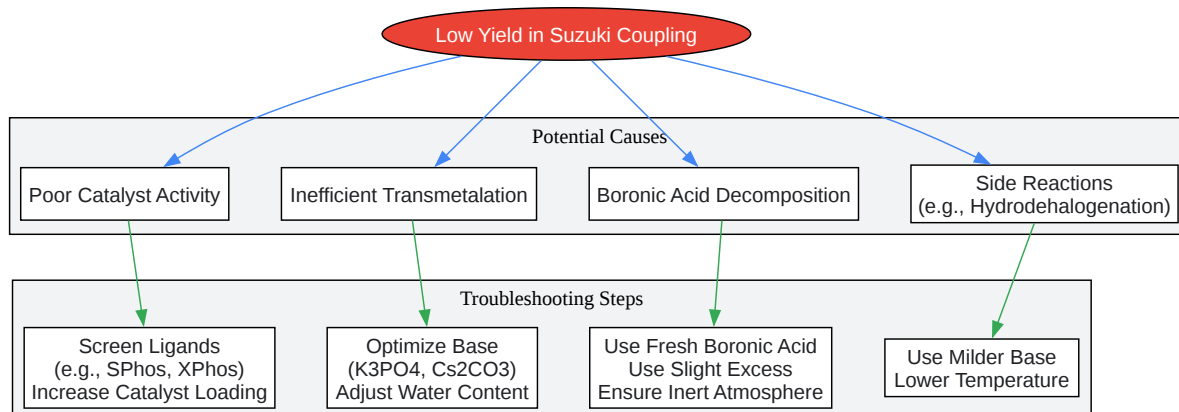 Low Yield in Suzuki Coupling
Potential Causes
Poor Catalyst Activity
Inefficient Transmetalation
Boronic Acid Decomposition
Side Reactions
(e.g., Hydrodehalogenation)
Troubleshooting Steps
Screen Ligands
(e.g., SPhos, XPhos)
Increase Catalyst Loading
Optimize Base
(K3PO4, Cs2CO3)
Adjust Water Content
Use Fresh Boronic Acid
Use Slight Excess
Ensure Inert Atmosphere
Use Milder Base
Lower Temperature